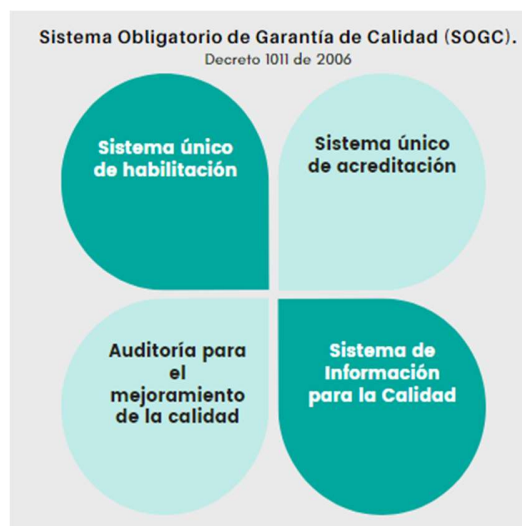 Sistema Obligatorio de Garantía de Calidad (SOGC).
Decreto 1011 de 2006
Sistema único
de habilitación
Sistema único
de acreditación
Auditoría para
el
mejoramiento
de la calidad
Sistema de
Información
para la Calidad